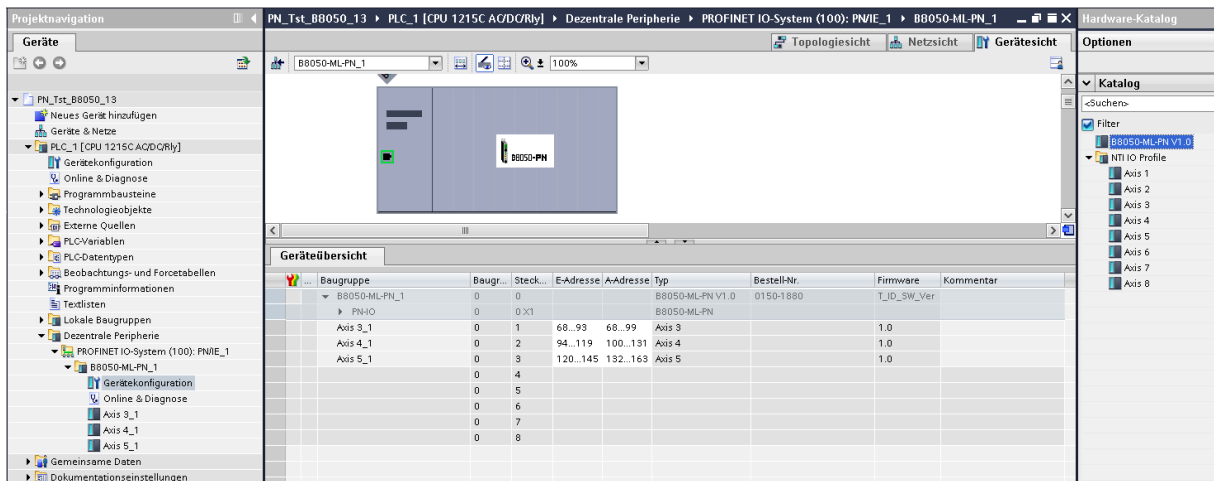 Projektnavigation
PN_Tst_B8050_13 PLC_1 [CPU 1215C AC/DC/Rly] Dezentrale Peripherie PROFINET IO-System (100): PN/IE_1 B8050-ML-PN_1
Hardware-Katalog
Geräte
Topologiesicht Netzsicht Gerätesicht
Optionen
B8050-ML-PN_1 100%
PN_Tst_B8050_13
Neues Gerät hinzufügen
Geräte & Netze
PLC_1 [CPU 1215C AC/DC/Rly]
Gerätekonfiguration
Online & Diagnose
Programmbausteine
Technologieobjekte
Externe Quellen
PLC-Variablen
PLC-Datentypen
Beobachtungs- und Forcetabellen
Programminformationen
Textlisten
Lokale Baugruppen
Dezentrale Peripherie
PROFINET IO-System (100): PN/IE_1
B8050-ML-PN_1
Gerätekonfiguration
Online & Diagnose
Axis 3_1
Axis 4_1
Axis 5_1
Gemeinsame Daten
Dokumentationseinstellungen
B8050-PN
Geräteübersicht
... Baugruppe Baugr... Steck... E-Adresse A-Adresse Typ Bestell-Nr. Firmware Kommentar
B8050-ML-PN_1 0 0 B8050-ML-PN V1.0 0150-1880 T_ID_SW_Ver
PN-IO 0 0 X1 B8050-ML-PN
Axis 3_1 0 1 68...93 68...99 Axis 3 1.0
Axis 4_1 0 2 94...119 100...131 Axis 4 1.0
Axis 5_1 0 3 120...145 132...163 Axis 5 1.0
0 4
0 5
0 6
0 7
0 8
Katalog
<Suchen>
Filter
B8050-ML-PN V1.0
NTI IO Profile
Axis 1
Axis 2
Axis 3
Axis 4
Axis 5
Axis 6
Axis 7
Axis 8